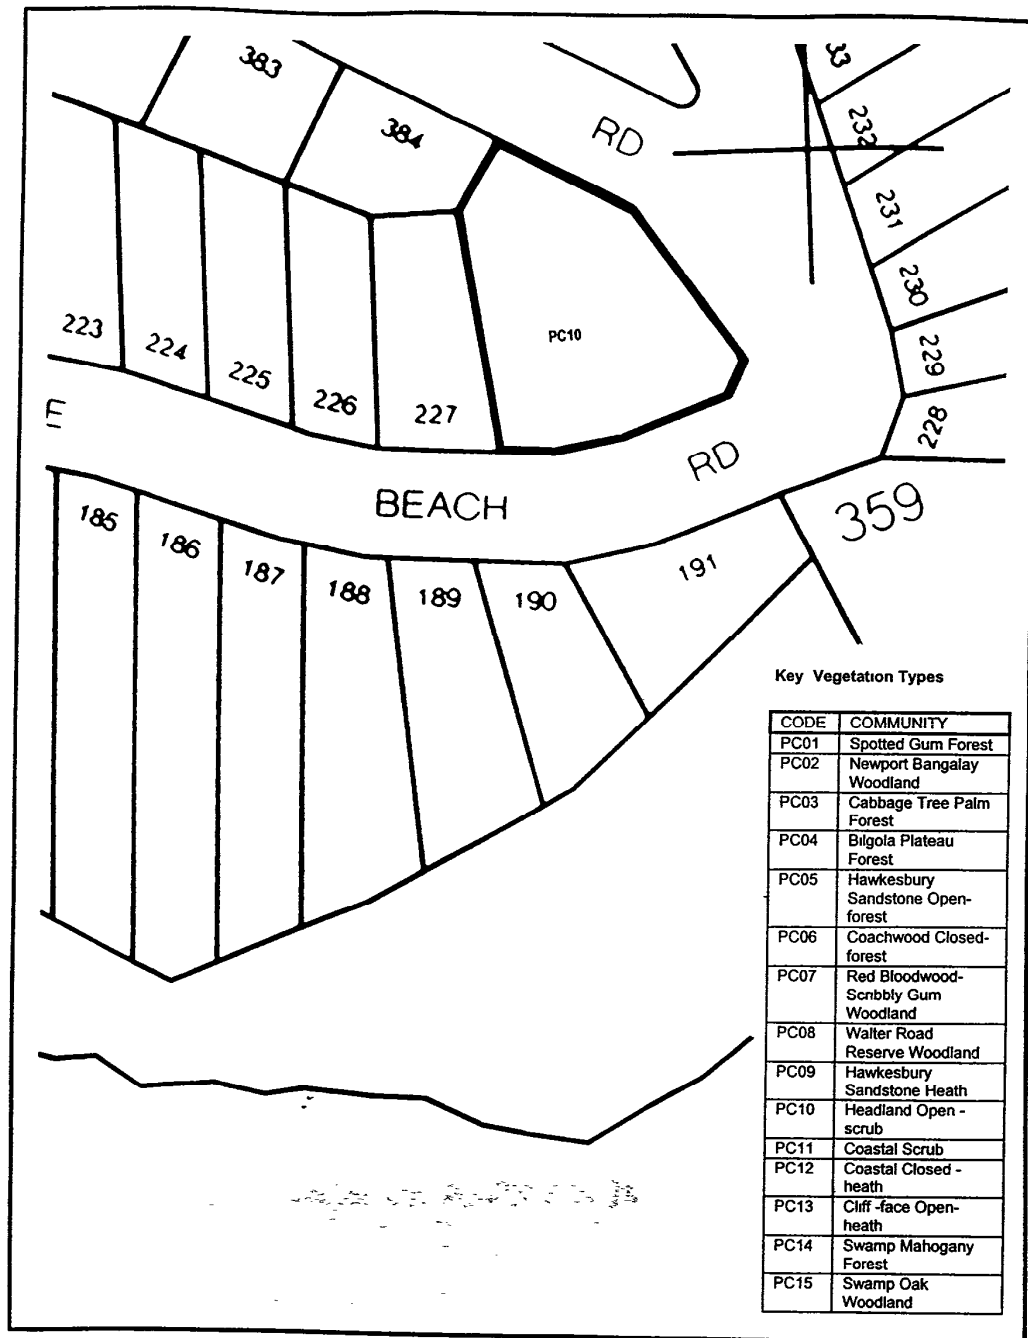 383
384
RD
33
232
231
230
229
228
PC10
223
224
225
226
227
E
BEACH
RD
359
185
186
187
188
189
190
191
Key Vegetation Types
CODE COMMUNITY
PC01 Spotted Gum Forest
PC02 Newport Bangalay
Woodland
PC03 Cabbage Tree Palm
Forest
PC04 Bilgola Plateau
Forest
PC05 Hawkesbury
Sandstone Open-
forest
PC06 Coachwood Closed-
forest
PC07 Red Bloodwood-
Scribbly Gum
Woodland
PC08 Walter Road
Reserve Woodland
PC09 Hawkesbury
Sandstone Heath
PC10 Headland Open -
scrub
PC11 Coastal Scrub
PC12 Coastal Closed -
heath
PC13 Cliff -face Open-
heath
PC14 Swamp Mahogany
Forest
PC15 Swamp Oak
Woodland